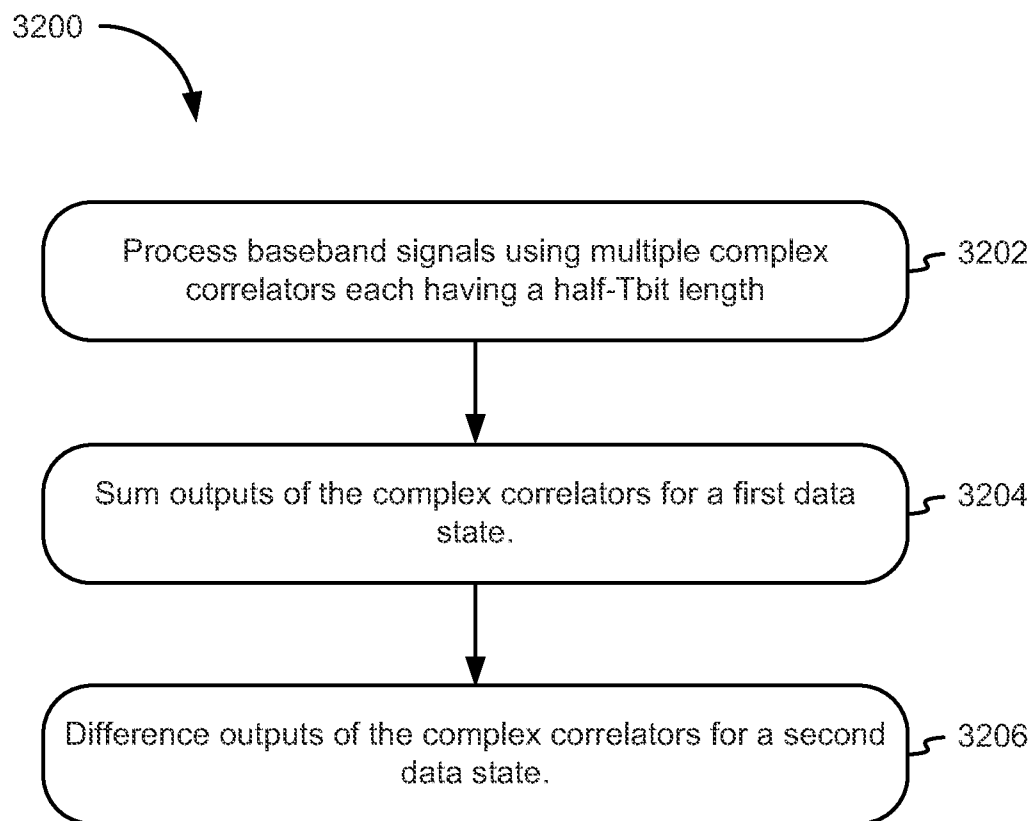 3200
Process baseband signals using multiple complex
correlators each having a half-Tbit length
3202
Sum outputs of the complex correlators for a first data
state.
3204
Difference outputs of the complex correlators for a second
data state.
3206